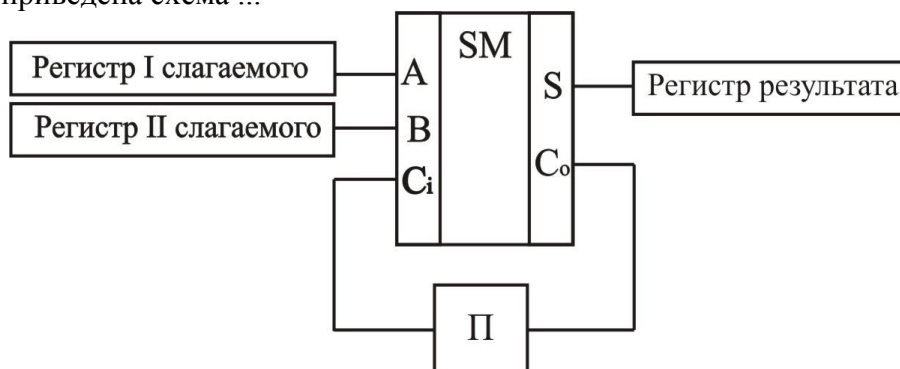 приведена схема ...
Регистр I слагаемого
Регистр II слагаемого
A
B
Ci
SM
S
Co
Регистр результата
П